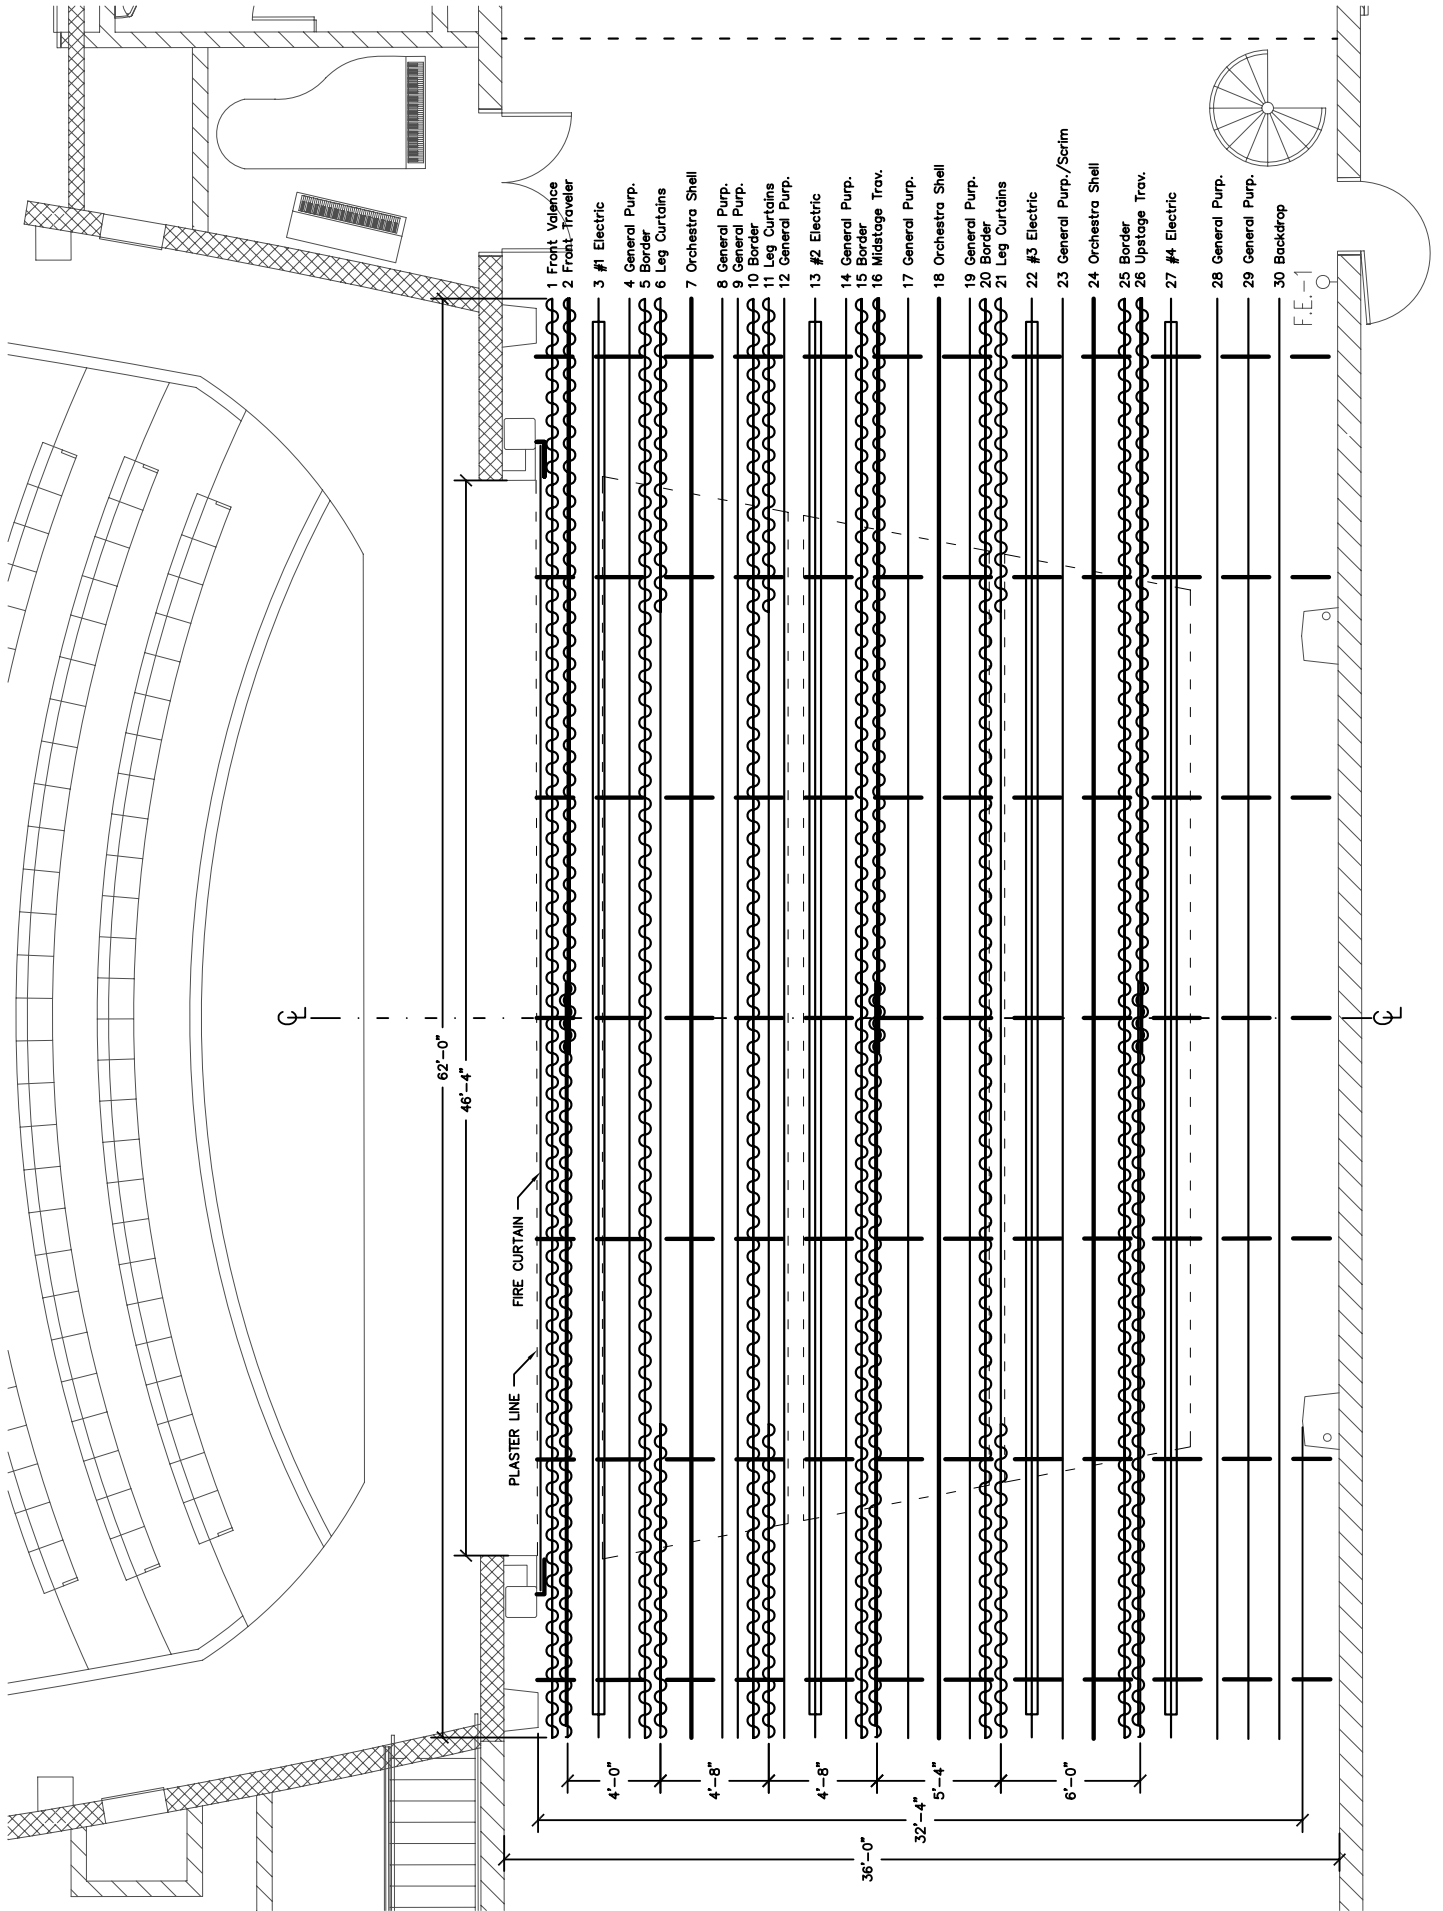 1 Front Valence
2 Front Traveler
3 #1 Electric
4 General Purp.
5 Border
6 Leg Curtains
7 Orchestra Shell
8 General Purp.
9 General Purp.
10 Border
11 Leg Curtains
12 General Purp.
13 #2 Electric
14 General Purp.
15 Border
16 Midstage Trav.
17 General Purp.
18 Orchestra Shell
19 General Purp.
20 Border
21 Leg Curtains
22 #3 Electric
23 General Purp./Scrim
24 Orchestra Shell
25 Border
26 Upstage Trav.
27 #4 Electric
28 General Purp.
29 General Purp.
30 Backdrop
F.E.-1
CL
CL
62'-0"
46'-4"
FIRE CURTAIN
PLASTER LINE
4'-0"
4'-8"
4'-8"
5'-4"
6'-0"
32'-4"
36'-0"